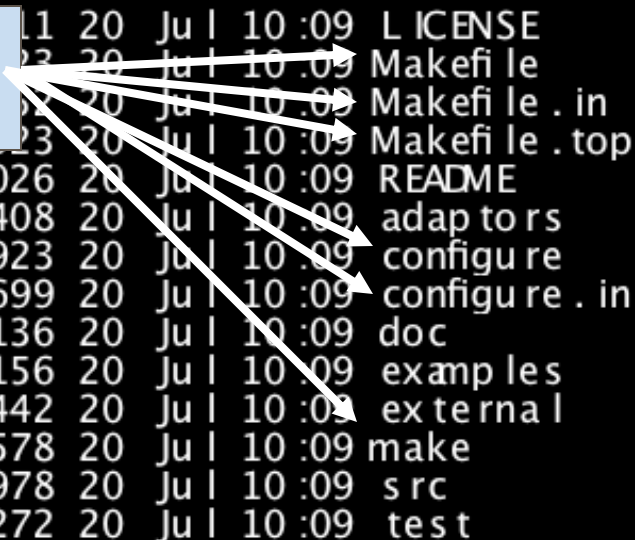 11 20 Jul 10:09 LICENSE
23 20 Jul 10:09 Makefile
20 Jul 10:09 Makefile.in
23 20 Jul 10:09 Makefile.top
026 20 Jul 10:09 README
408 20 Jul 10:09 adaptors
923 20 Jul 10:09 configure
699 20 Jul 10:09 configure.in
136 20 Jul 10:09 doc
156 20 Jul 10:09 examples
442 20 Jul 10:09 external
578 20 Jul 10:09 make
978 20 Jul 10:09 src
272 20 Jul 10:09 test